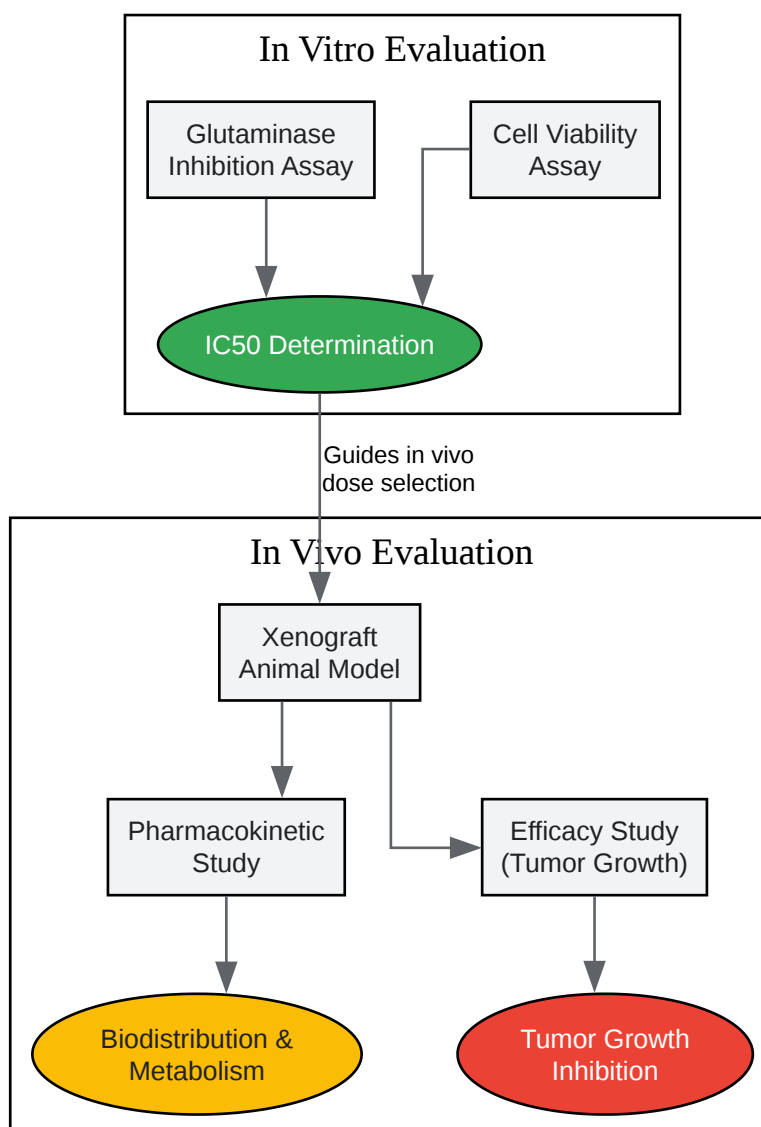 In Vitro Evaluation
Glutaminase
Inhibition Assay
Cell Viability
Assay
IC50 Determination
Guides in vivo
dose selection
In Vivo Evaluation
Xenograft
Animal Model
Pharmacokinetic
Study
Efficacy Study
(Tumor Growth)
Biodistribution &
Metabolism
Tumor Growth
Inhibition